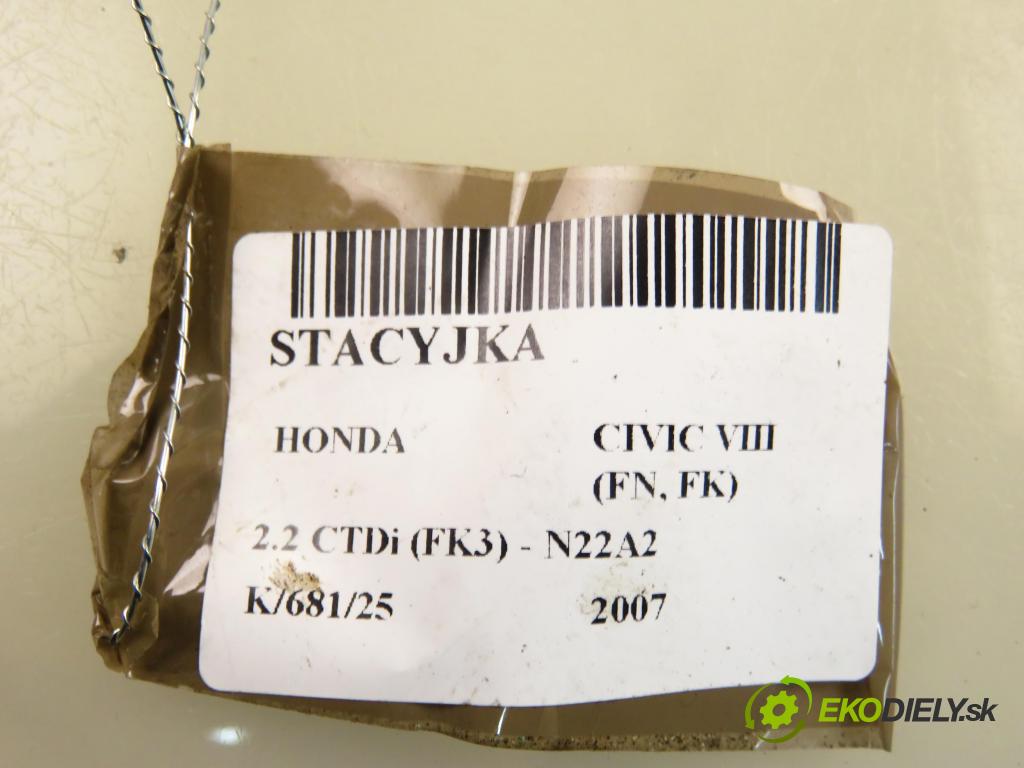 STACYJKA
HONDA CIVIC VIII
(FN, FK)
2.2 CTDi (FK3) - N22A2
K/681/25 2007
EKODIELY.sk